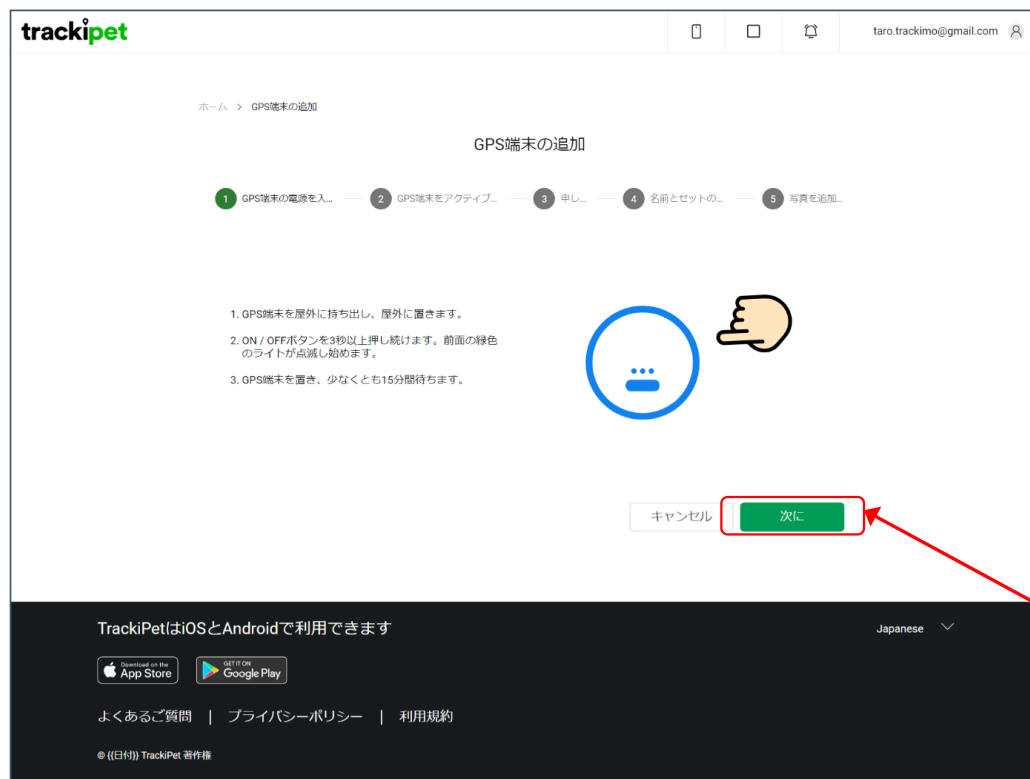 trackipet
taro.trackimo@gmail.com
ホーム > GPS端末の追加
GPS端末の追加
1 GPS端末の電源を入... 2 GPS端末をアクティブ... 3 申し... 4 名前とセットの... 5 写真を追加...
1. GPS端末を屋外に持ち出し、屋外に置きます。
2. ON / OFFボタンを3秒以上押し続けます。前面の緑色
のライトが点滅し始めます。
3. GPS端末を置き、少なくとも15分間待ちます。
キャンセル 次に
TrackiPetはiOSとAndroidで利用できます
Japanese
Download on the
App Store
GET IT ON
Google Play
よくあるご質問 | プライバシーポリシー | 利用規約
© {{日付}} TrackiPet 著作権